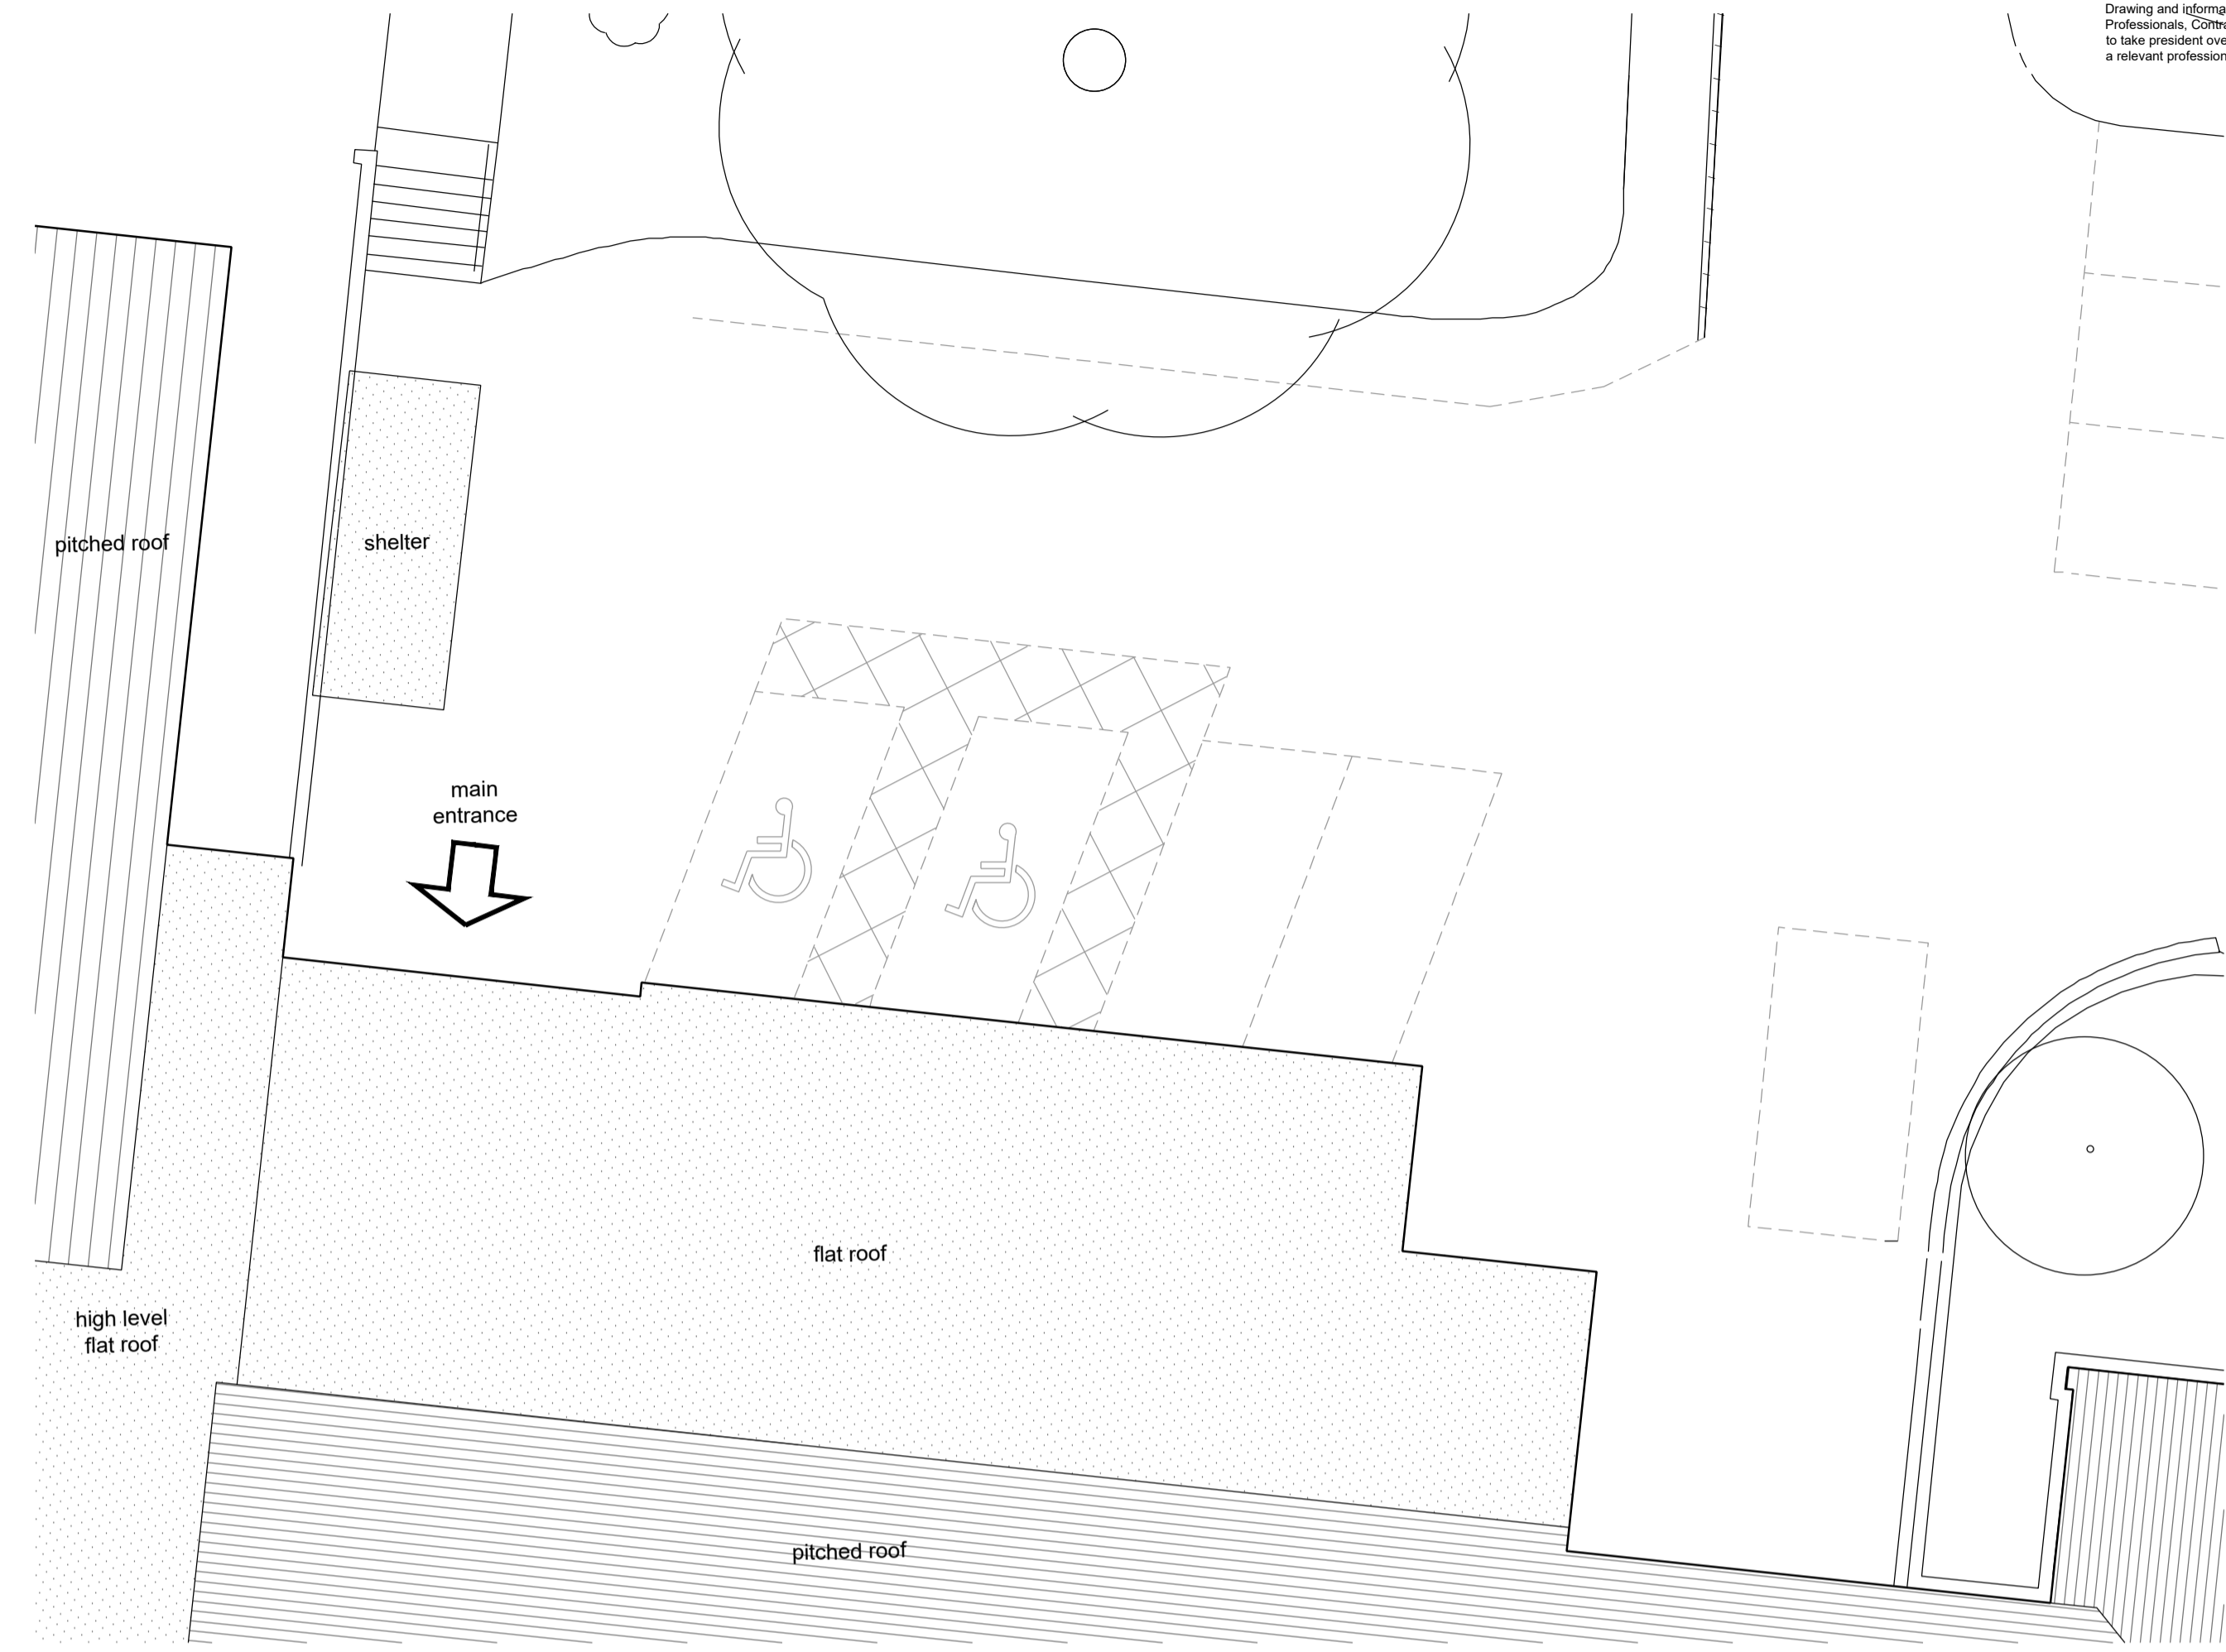 Drawing and informa
Professionals, Contra
to take president ove
a relevant profession
pitched roof
shelter
main
entrance
flat roof
high level
flat roof
pitched roof